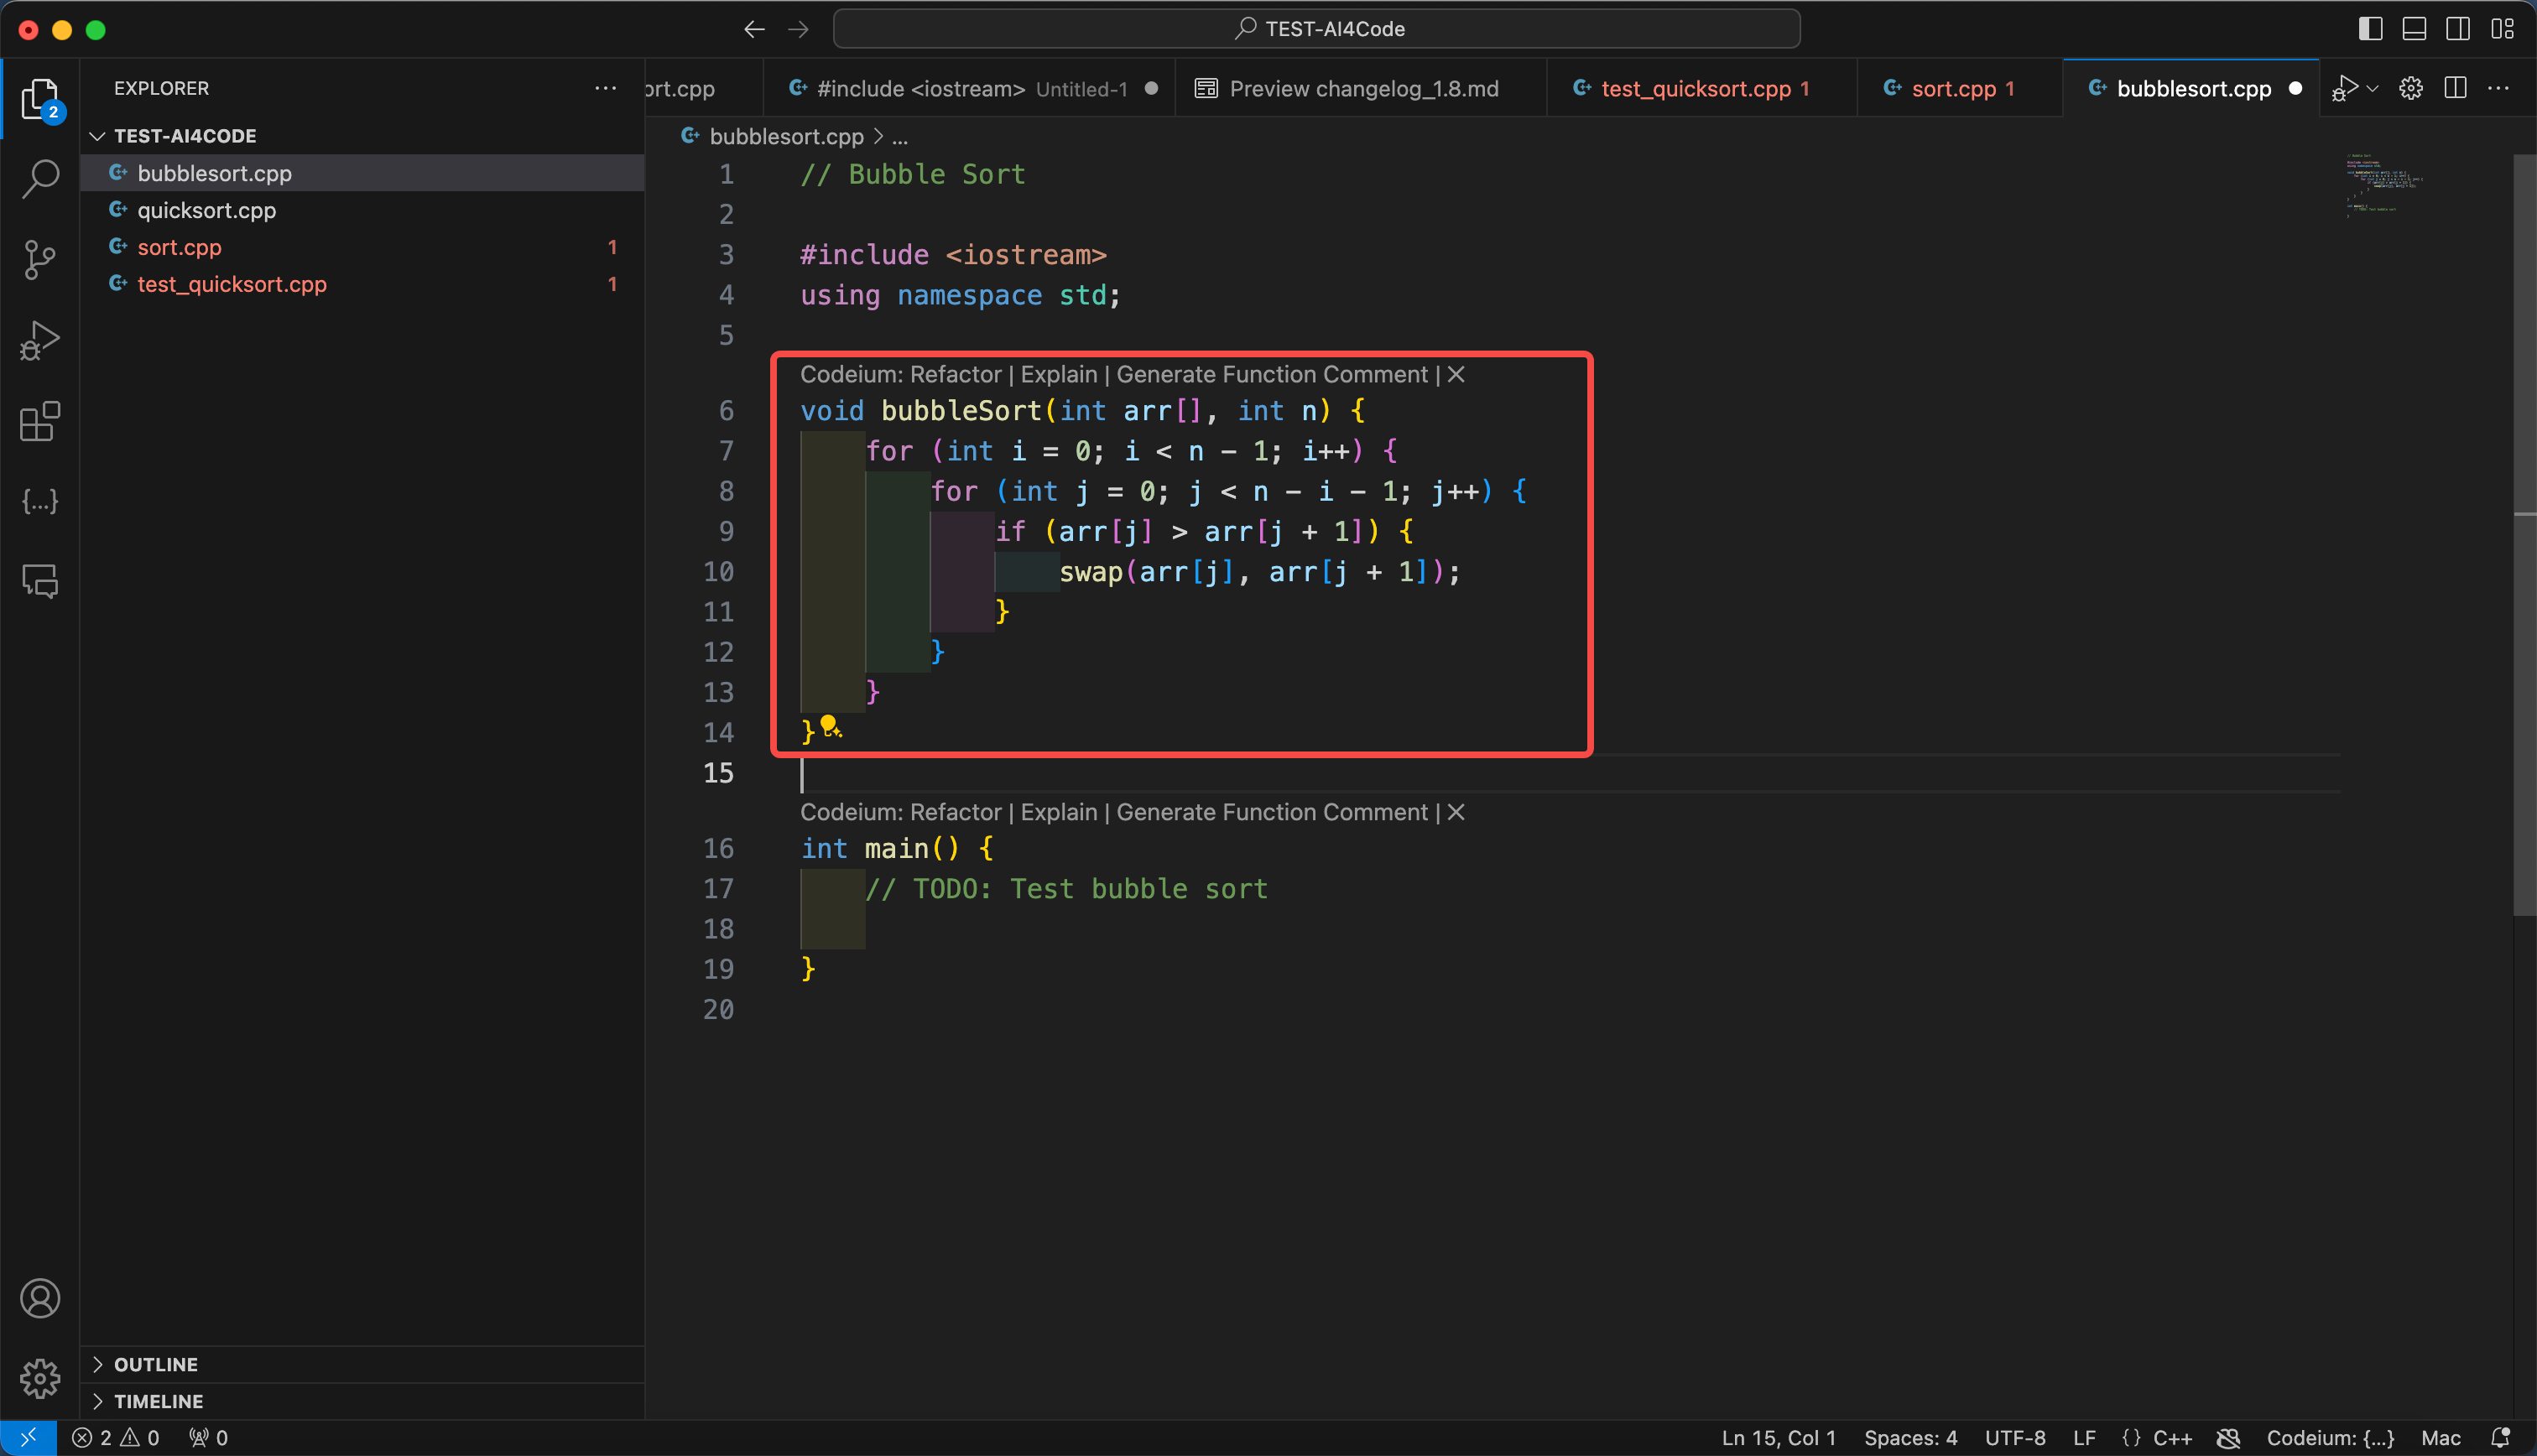 TEST-AI4Code
2
EXPLORER
TEST-AI4CODE
bubblesort.cpp
quicksort.cpp
sort.cpp 1
test_quicksort.cpp 1
OUTLINE
TIMELINE
ort.cpp
#include <iostream> Untitled-1
Preview changelog_1.8.md
test_quicksort.cpp 1
sort.cpp 1
bubblesort.cpp
bubblesort.cpp > ...
1 // Bubble Sort
2
3 #include <iostream>
4 using namespace std;
5
Codeium: Refactor | Explain | Generate Function Comment | X
6 void bubbleSort(int arr[], int n) {
7 for (int i = 0; i < n - 1; i++) {
8 for (int j = 0; j < n - i - 1; j++) {
9 if (arr[j] > arr[j + 1]) {
10 swap(arr[j], arr[j + 1]);
11 }
12 }
13 }
14 }
15
Codeium: Refactor | Explain | Generate Function Comment | X
16 int main() {
17 // TODO: Test bubble sort
18
19 }
20
2 0 0
Ln 15, Col 1 Spaces: 4 UTF-8 LF {} C++ Codeium: {...} Mac